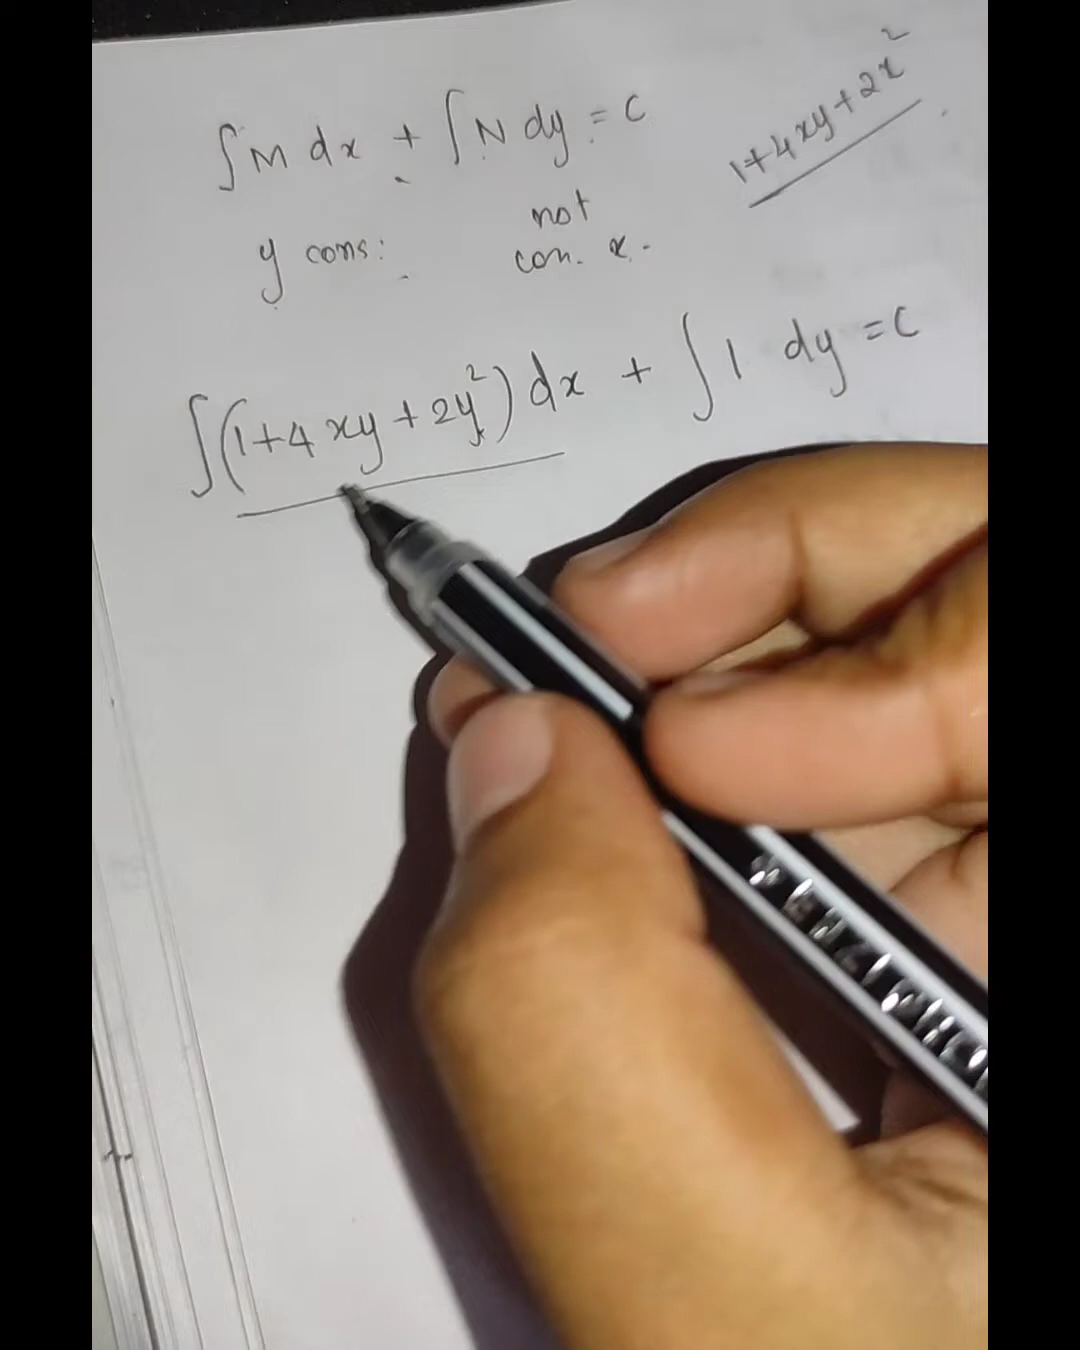 ∫M dx + ∫N dy = C
y cons: not con. x.
1+4xy+2x²
∫(1+4xy+2y²) dx + ∫1 dy = C